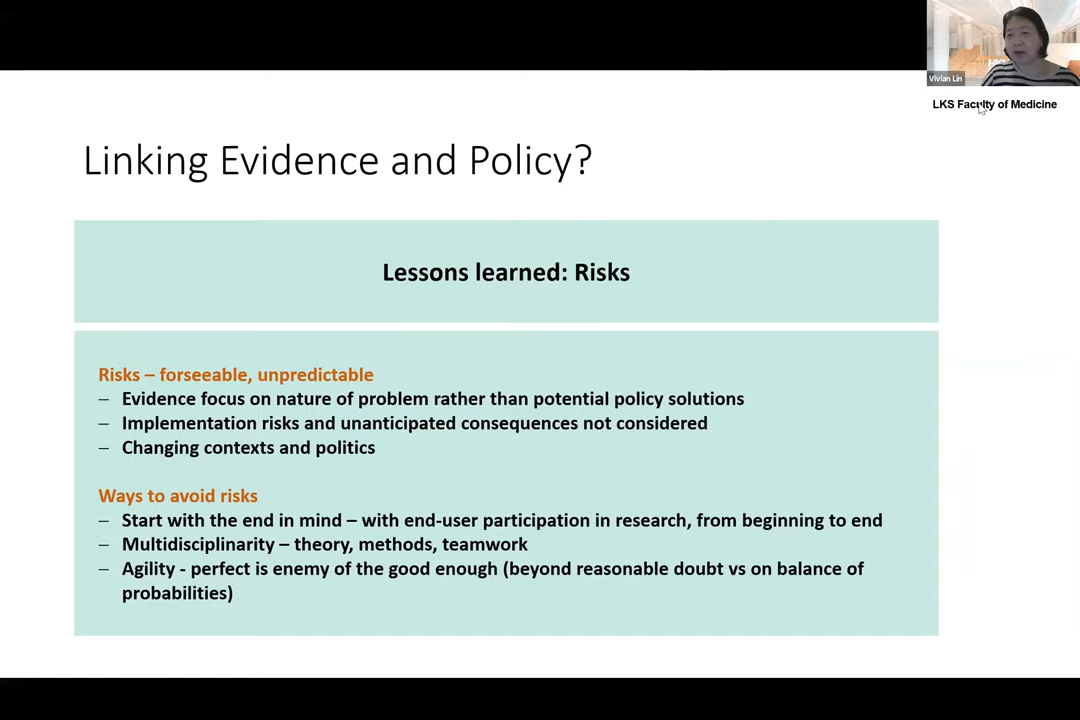 Vivian Lin
LKS Faculty of Medicine
Linking Evidence and Policy?
Lessons learned: Risks
Risks – forseeable, unpredictable
– Evidence focus on nature of problem rather than potential policy solutions
– Implementation risks and unanticipated consequences not considered
– Changing contexts and politics
Ways to avoid risks
– Start with the end in mind – with end-user participation in research, from beginning to end
– Multidisciplinarity – theory, methods, teamwork
– Agility - perfect is enemy of the good enough (beyond reasonable doubt vs on balance of
probabilities)